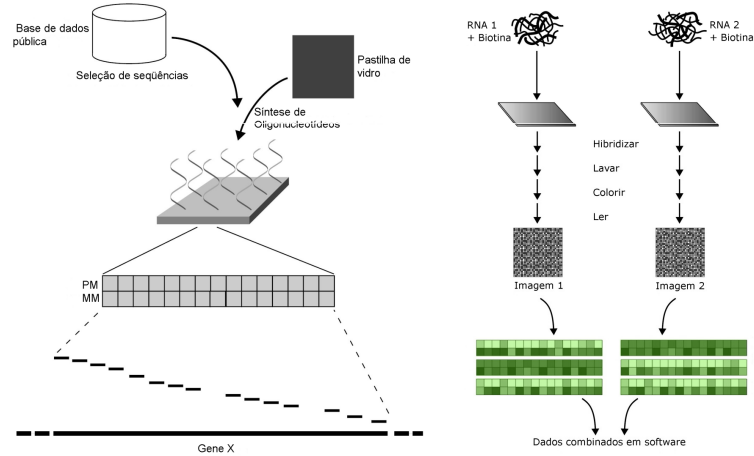 Base de dados
pública
Seleção de seqüências
Pastilha de
vidro
Síntese de
Oligonucleotídeos
PM
MM
Gene X
RNA 1
+ Biotina
RNA 2
+ Biotina
Hibridizar
Lavar
Colorir
Ler
Imagem 1
Imagem 2
Dados combinados em software